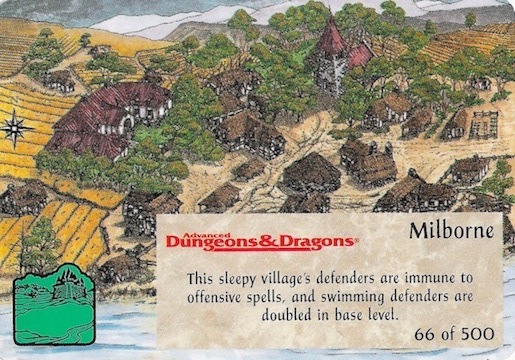 Milborne
Advanced
Dungeons & Dragons®
This sleepy village's defenders are immune to
offensive spells, and swimming defenders are
doubled in base level.
66 of 500